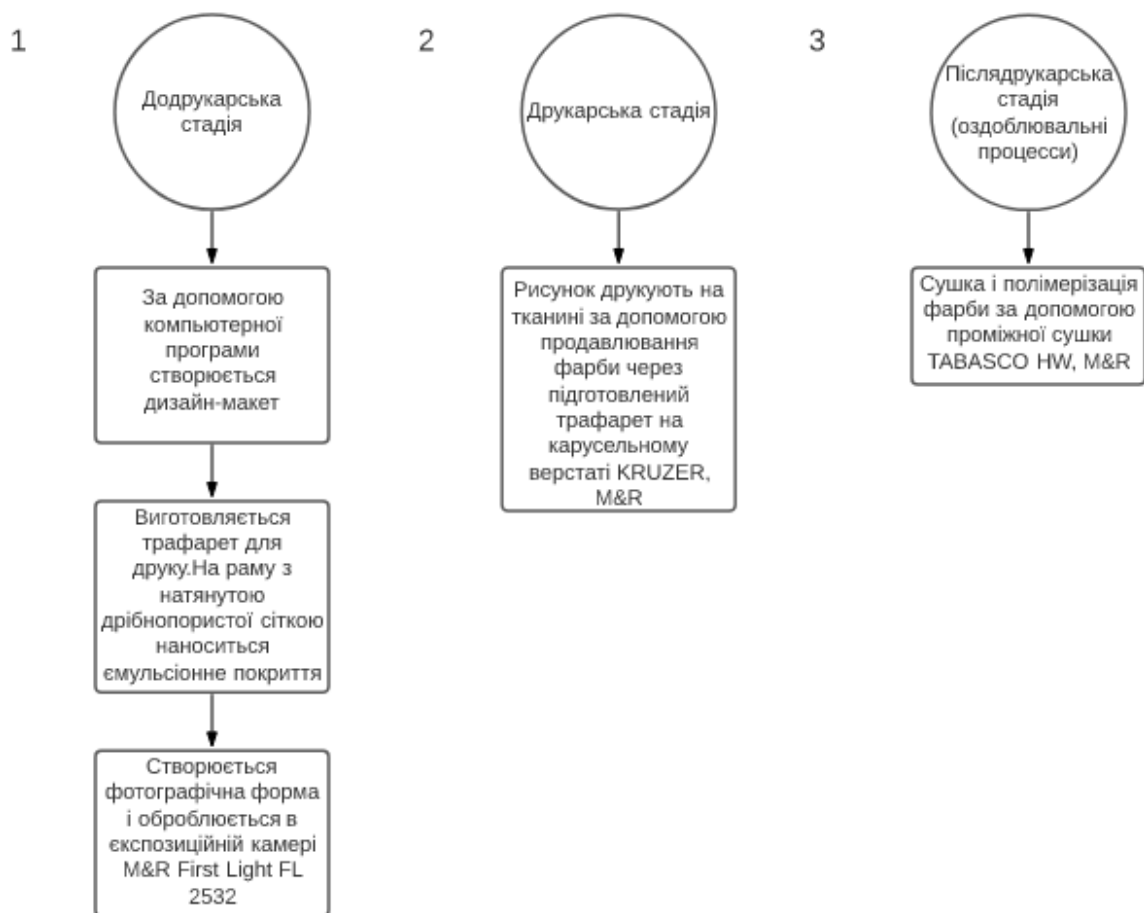 1
Додрукарська
стадія
За допомогою
компьютерної
програми
створюється
дизайн-макет
Виготовляється
трафарет для
друку.На раму з
натянутою
дрібнопористої сіткою
наноситься
ємульсіонне покриття
Створюється
фотографічна форма
і оброблюється в
єкспозиційній камері
M&R First Light FL
2532
2
Друкарська стадія
Рисунок друкують на
тканині за допомогою
продавлювання
фарби через
підготовлений
трафарет на
карусельному
верстаті KRUZER,
M&R
3
Післядрукарська
стадія
(оздоблювальні
процесси)
Сушка і полімерізація
фарби за допомогою
проміжної сушки
TABASCO HW, M&R